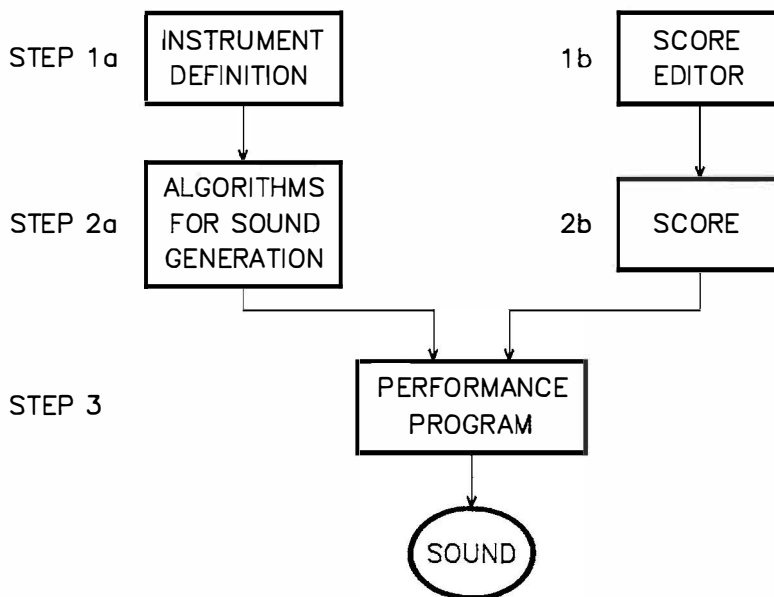 STEP 1a
INSTRUMENT
DEFINITION
1b
SCORE
EDITOR
STEP 2a
ALGORITHMS
FOR SOUND
GENERATION
2b
SCORE
STEP 3
PERFORMANCE
PROGRAM
SOUND